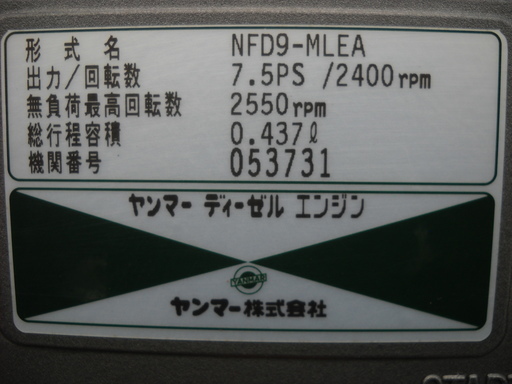 形式名 NFD9-MLEA
出力/回転数 7.5PS /2400rpm
無負荷最高回転数 2550rpm
総行程容積 0.437ℓ
機関番号 053731
ヤンマー ディーゼル エンジン
YANMAR
ヤンマー株式会社